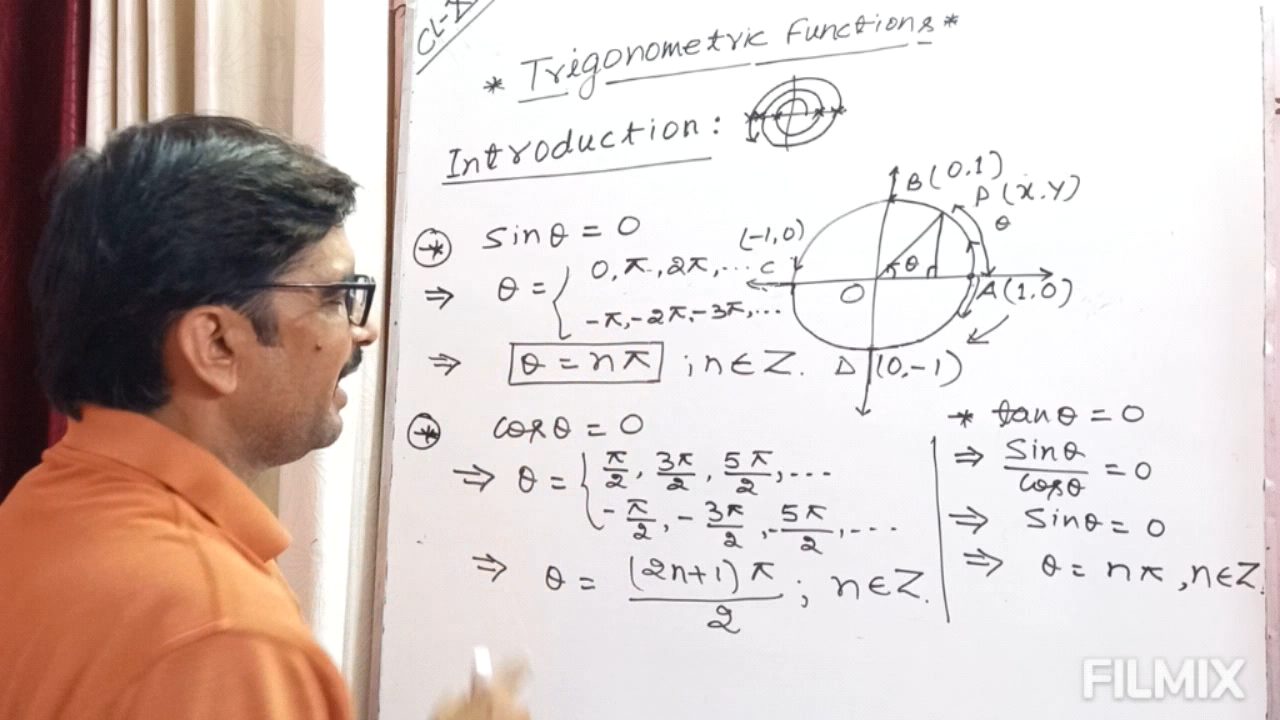 CL-X
* Trigonometric Functions *
Introduction:
sinθ = 0
⇒ θ = { 0, π, 2π, ...
-π, -2π, -3π, ...
⇒ θ = nπ ; n∈Z.
B(0,1)
P(x,y)
θ
(-1,0)
C
θ
O
A(1,0)
D (0,-1)
* cosθ = 0
⇒ θ = { π/2, 3π/2, 5π/2, ...
-π/2, -3π/2, -5π/2, ...
⇒ θ = (2n+1)π/2 ; n∈Z.
* tanθ = 0
⇒ sinθ/cosθ = 0
⇒ sinθ = 0
⇒ θ = nπ, n∈Z.
FILMIX